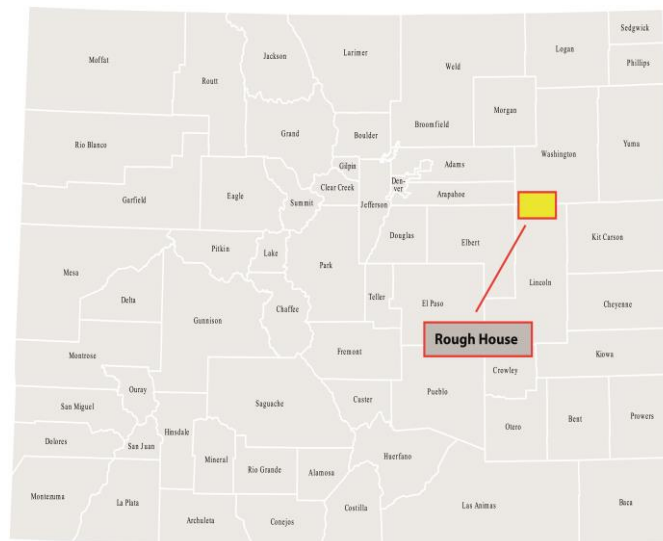 Sedgwick
Moffat
Jackson
Larimer
Logan
Weld
Phillips
Routt
Morgan
Grand
Broomfield
Boulder
Rio Blanco
Washington
Yuma
Gilpin
Adams
Clear Creek
Den-
ver
Arapahoe
Garfield
Eagle
Summit
Jefferson
Douglas
Elbert
Kit Carson
Pitkin
Lake
Park
Mesa
Lincoln
Delta
Teller
El Paso
Cheyenne
Chaffee
Gunnison
Rough House
Fremont
Montrose
Kiowa
Crowley
Ouray
Pueblo
Custer
Saguache
San Miguel
Prowers
Bent
Otero
Hinsdale
Dolores
San Juan
Mineral
Huerfano
Rio Grande
Alamosa
Montezuma
La Plata
Costilla
Las Animas
Baca
Archuleta
Conejos